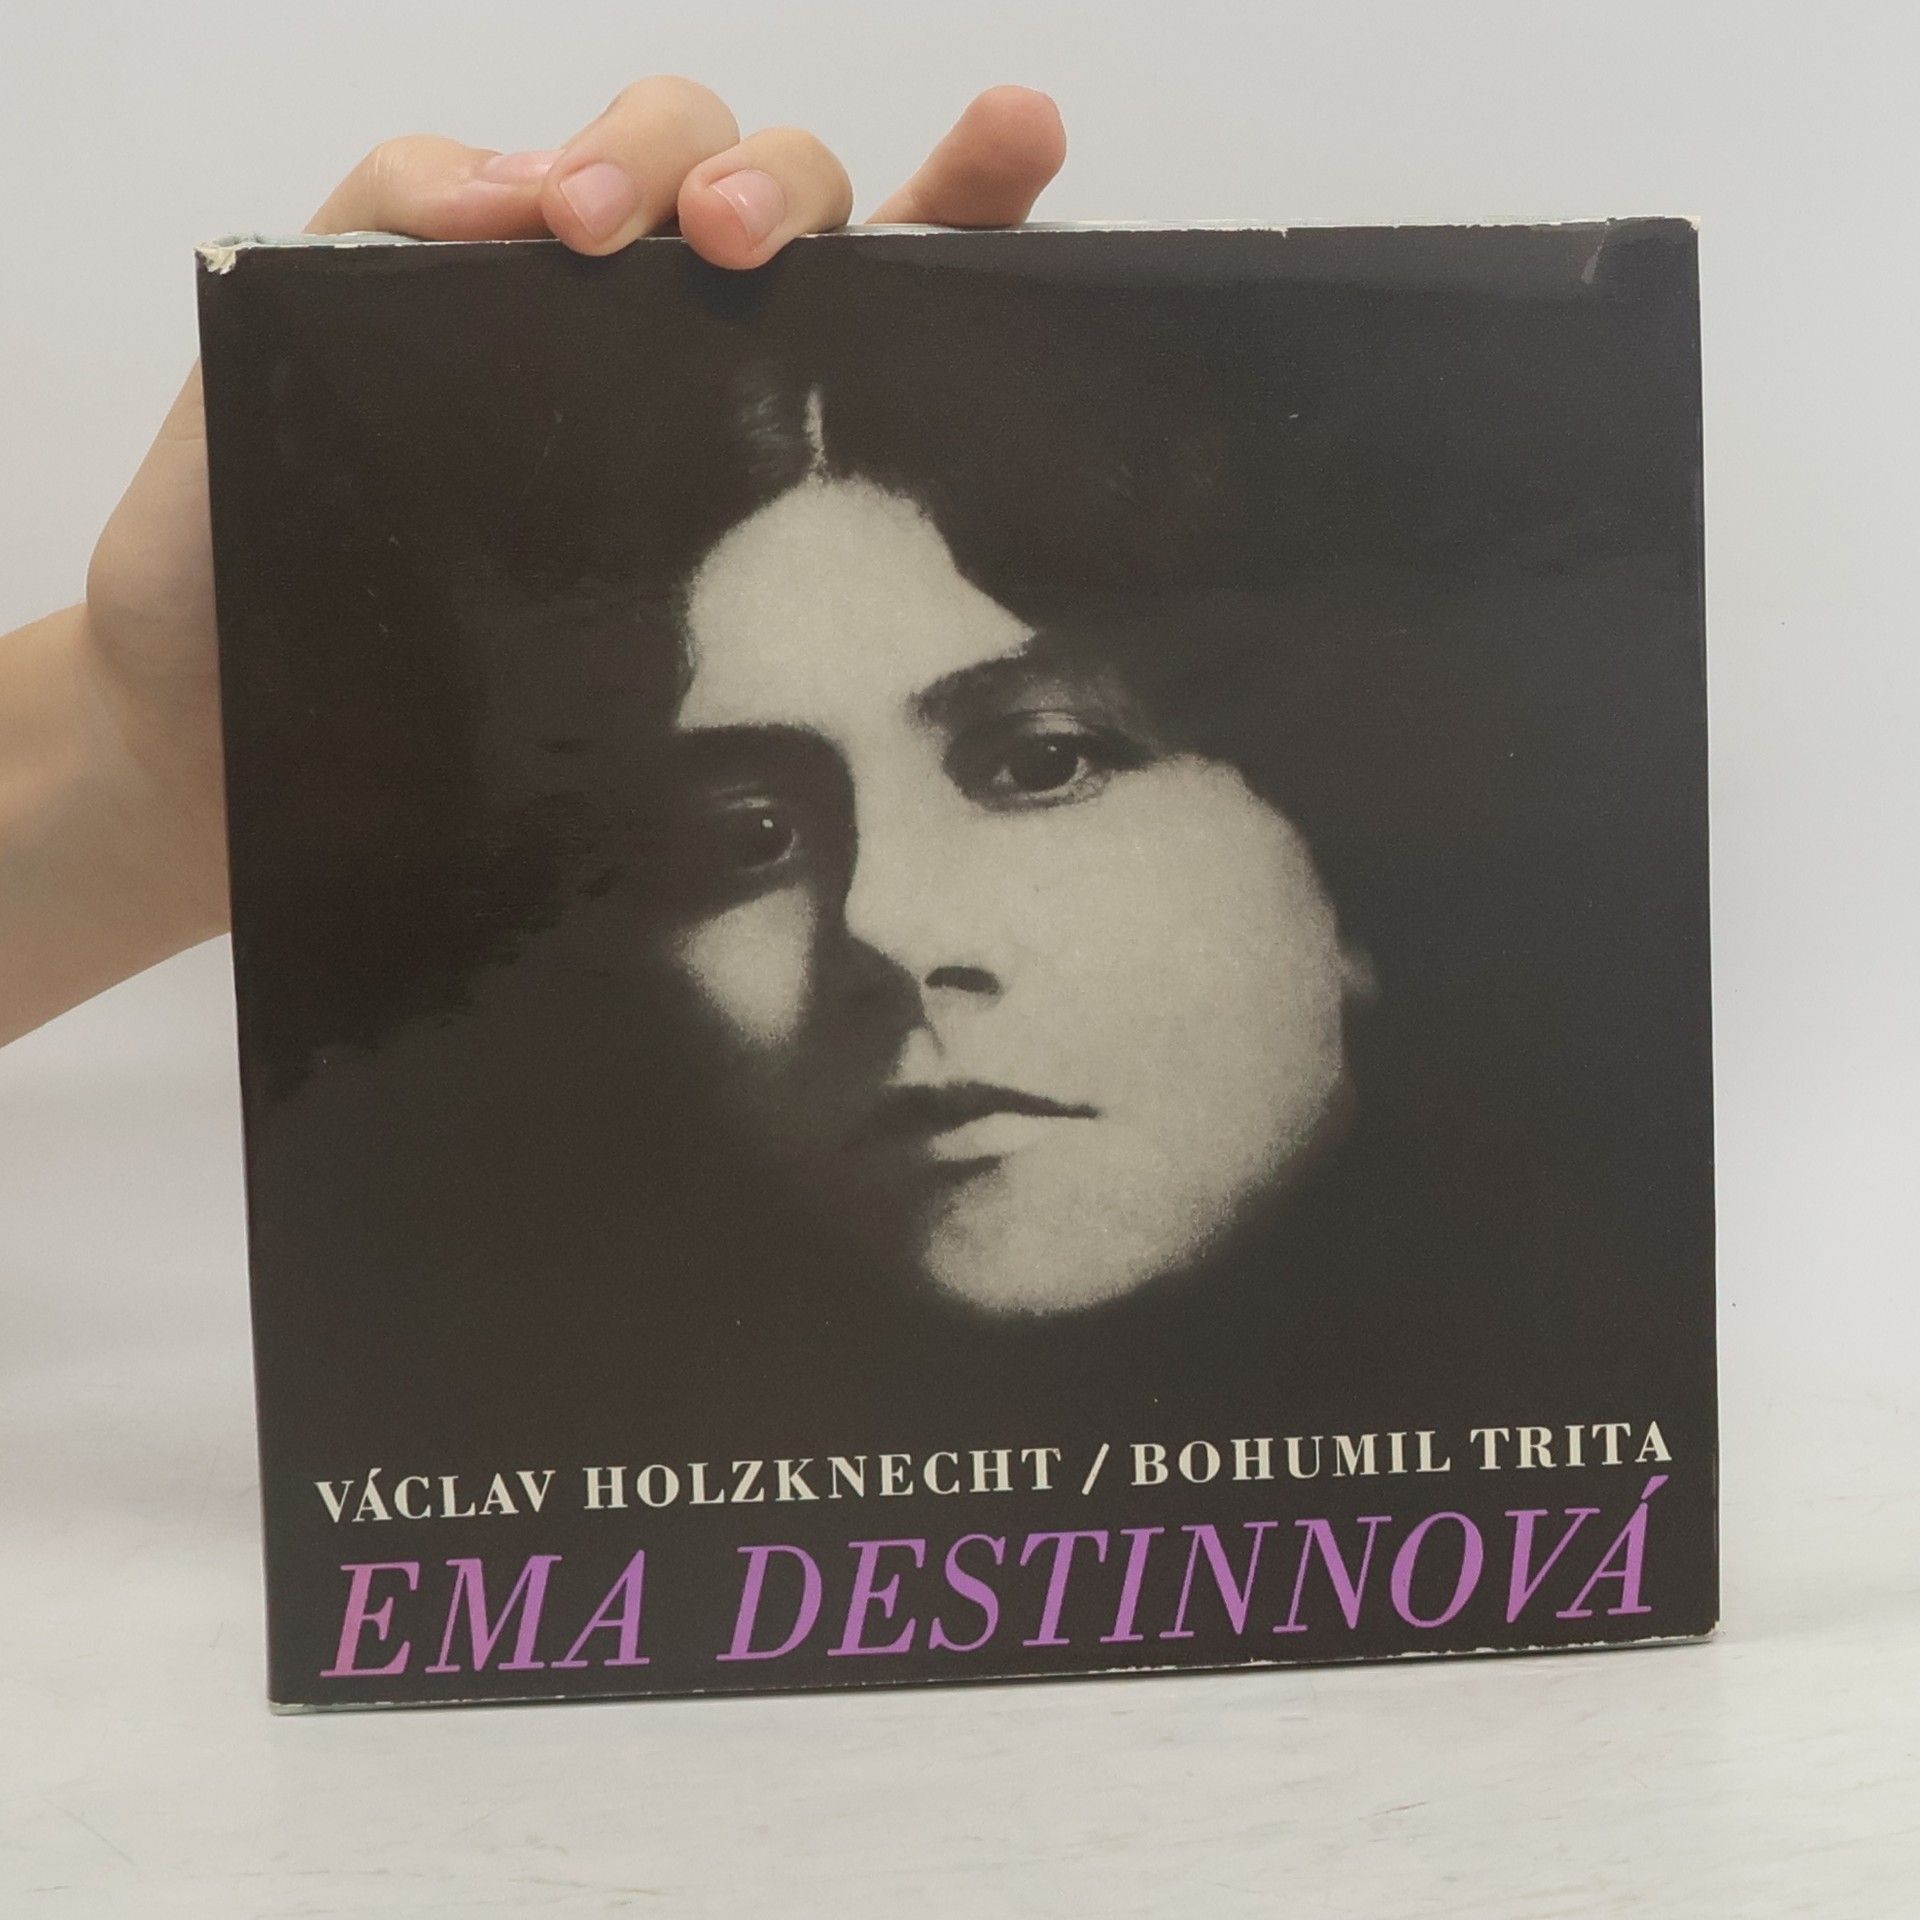 VÁCLAV HOLZKNECHT / BOHUMIL TRITA
EMA DESTINNOVÁ